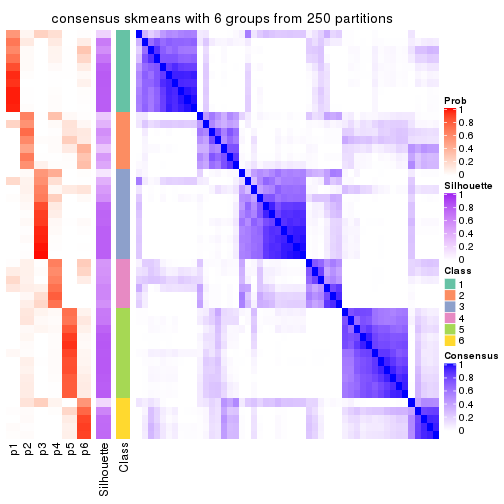 consensus skmeans with 6 groups from 250 partitions
Prob
1
0.8
0.6
0.4
0.2
0
Silhouette
1
0.8
0.6
0.4
0.2
0
Class
1
2
3
4
5
6
Consensus
1
0.8
0.6
0.4
0.2
0
p1
p2
p3
p4
p5
p6
Silhouette
Class